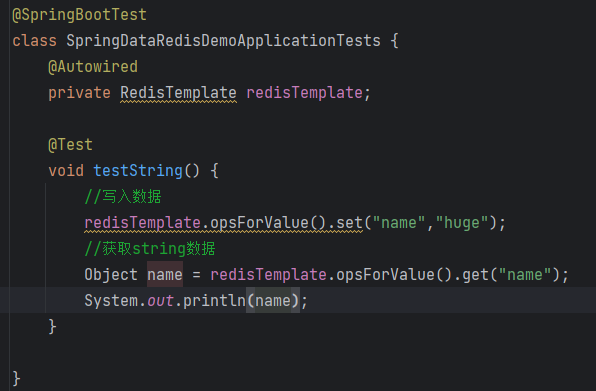 @SpringBootTest
class SpringDataRedisDemoApplicationTests {
    @Autowired
    private RedisTemplate redisTemplate;

    @Test
    void testString() {
        //写入数据
        redisTemplate.opsForValue().set("name","huge");
        //获取string数据
        Object name = redisTemplate.opsForValue().get("name");
        System.out.println(name);
    }

}